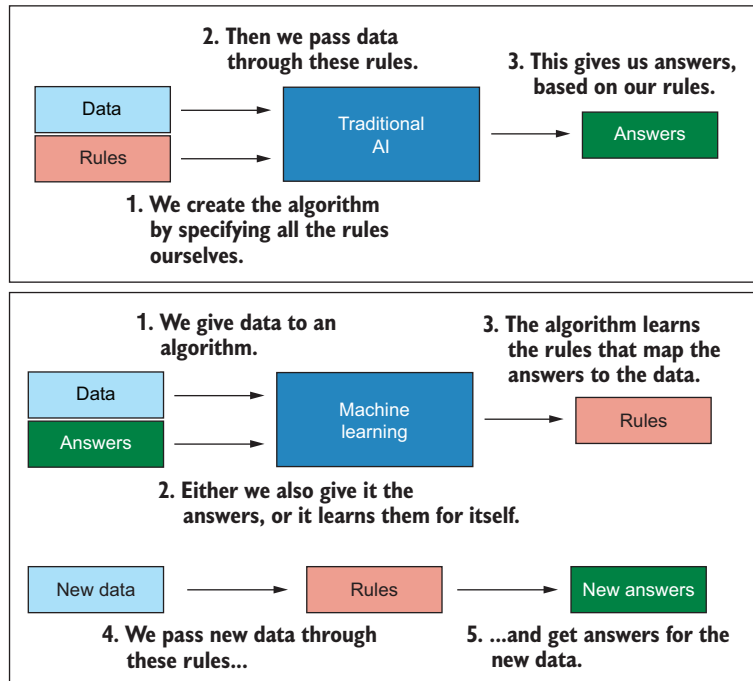 2. Then we pass data
through these rules.
3. This gives us answers,
based on our rules.
Data
Rules
Traditional
AI
Answers
1. We create the algorithm
by specifying all the rules
ourselves.
1. We give data to an
algorithm.
3. The algorithm learns
the rules that map the
answers to the data.
Data
Answers
Machine
learning
Rules
2. Either we also give it the
answers, or it learns them for itself.
New data
Rules
New answers
4. We pass new data through
these rules...
5. ...and get answers for the
new data.